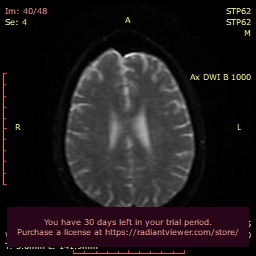 Im: 40/48
Se: 4
A
STP62
STP62
M
Ax DWI B 1000
R
L
You have 30 days left in your trial period.
Purchase a license at https://radiantviewer.com/store/